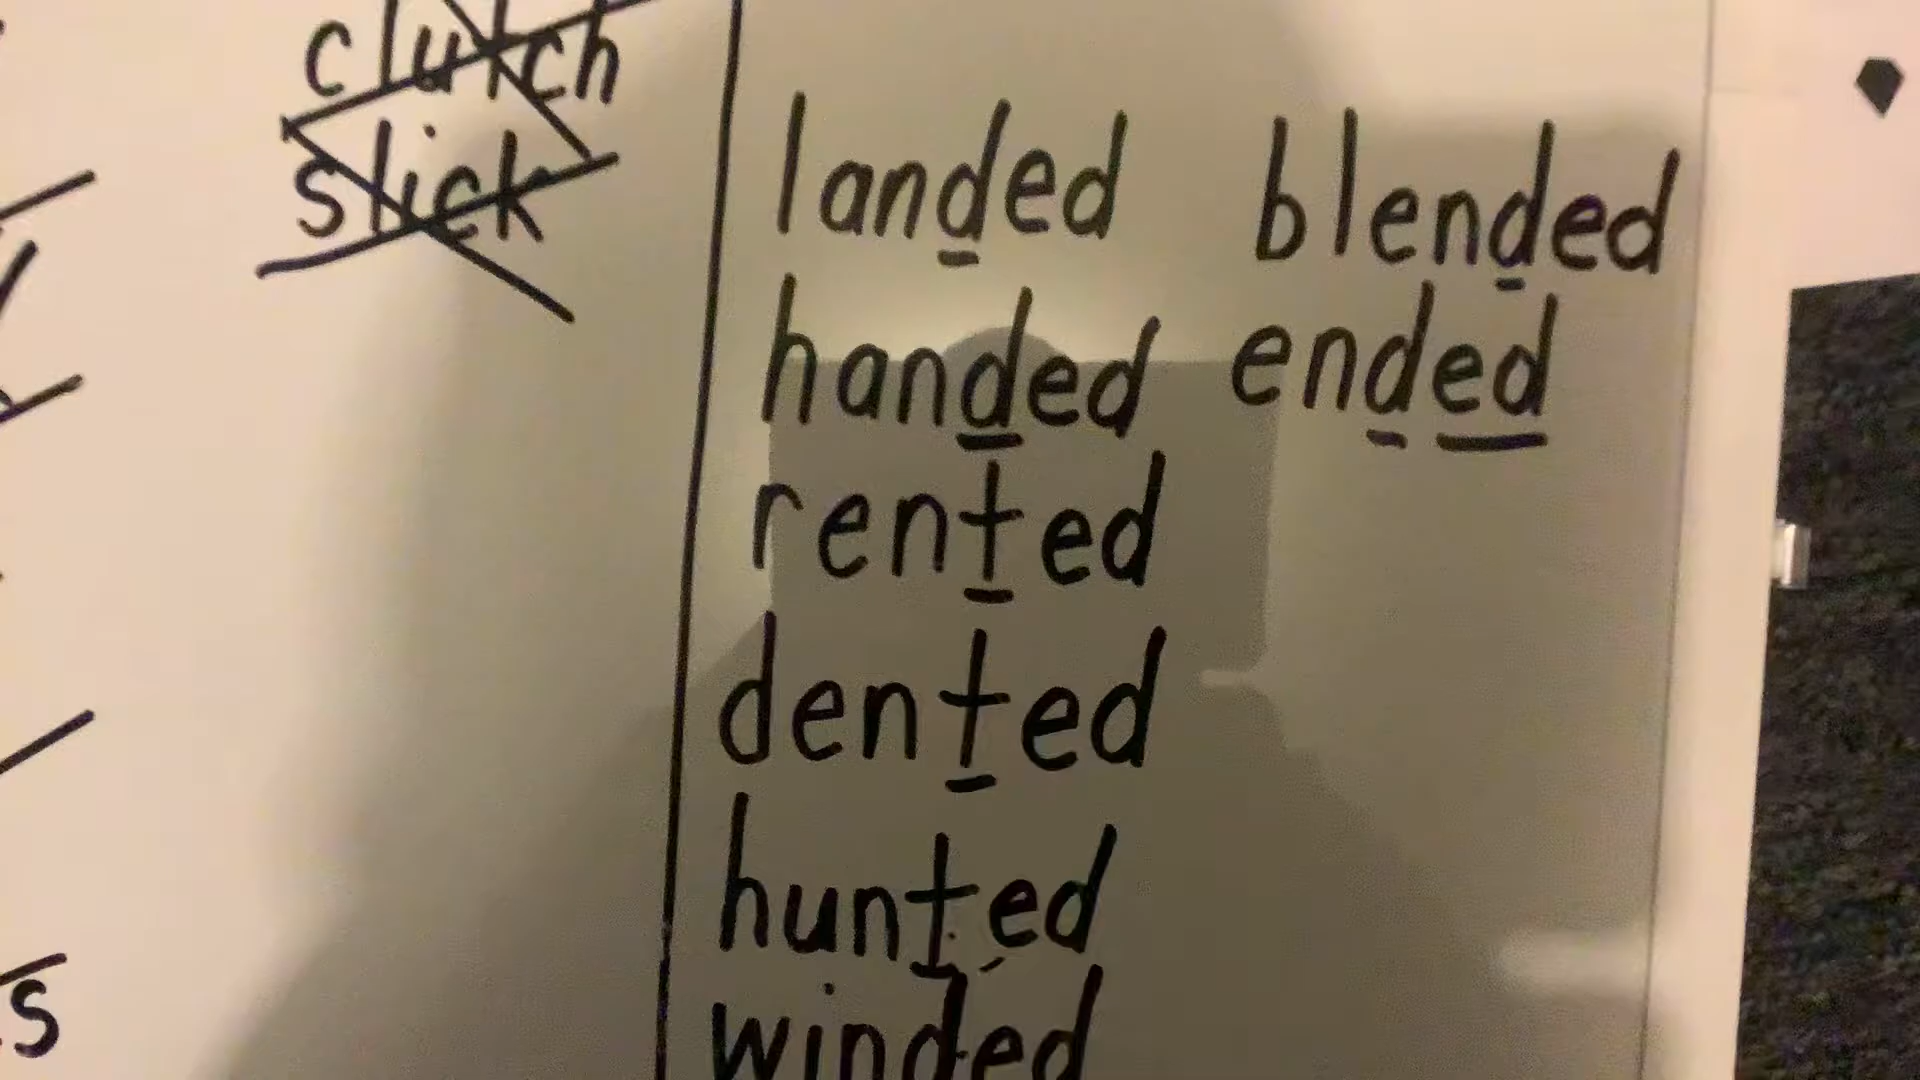 clutch
slick
landed blended
handed ended
rented
dented
hunted
winded
s